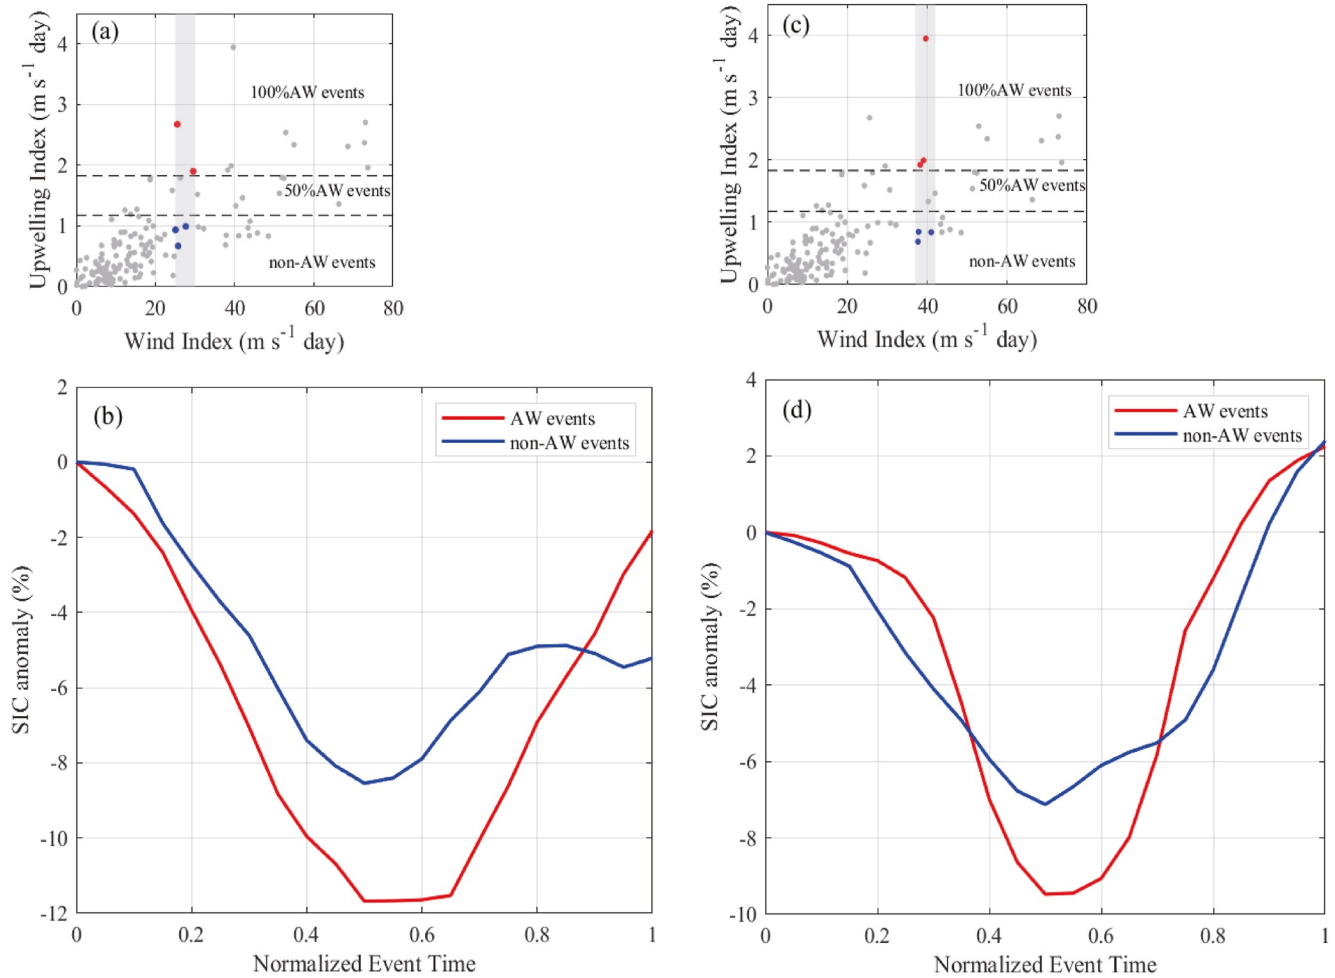 (a)
Upwelling Index (m s-1 day)
4
3
2
1
0
100%AW events
50%AW events
non-AW events
0 20 40 60 80
Wind Index (m s-1 day)
(c)
Upwelling Index (m s-1 day)
4
3
2
1
0
100%AW events
50%AW events
non-AW events
0 20 40 60 80
Wind Index (m s-1 day)
(b)
AW events
non-AW events
SIC anomaly (%)
2
0
-2
-4
-6
-8
-10
-12
0 0.2 0.4 0.6 0.8 1
Normalized Event Time
(d)
AW events
non-AW events
SIC anomaly (%)
4
2
0
-2
-4
-6
-8
-10
0 0.2 0.4 0.6 0.8 1
Normalized Event Time